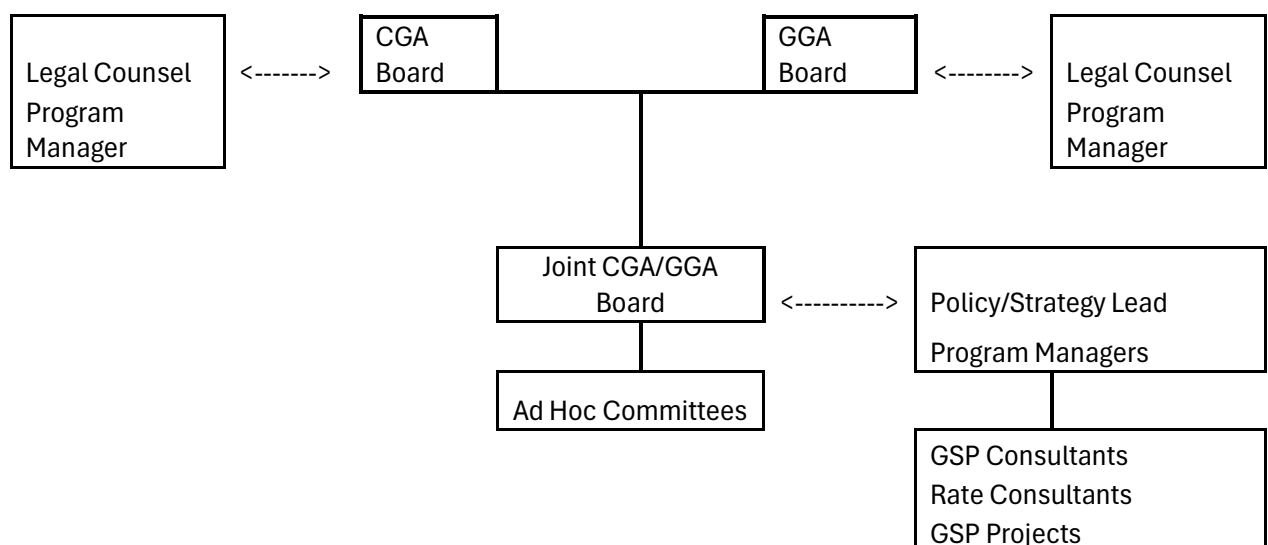 Legal Counsel
Program
Manager
<------->
CGA
Board
GGA
Board
<-------->
Legal Counsel
Program
Manager
Joint CGA/GGA
Board
<---------->
Policy/Strategy Lead
Program Managers
Ad Hoc Committees
GSP Consultants
Rate Consultants
GSP Projects